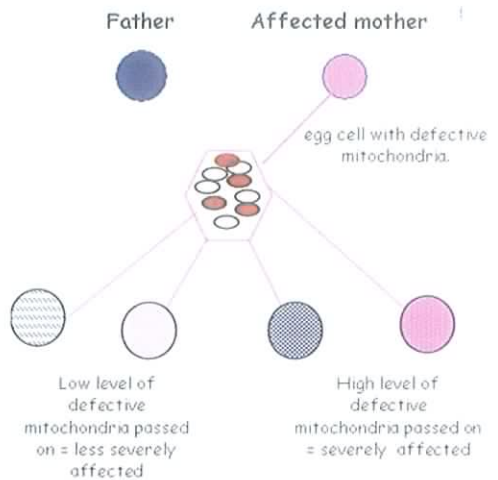 Father
Affected mother
egg cell with defective
mitochondria.
Low level of
defective
mitochondria passed
on = less severely
affected
High level of
defective
mitochondria passed on
= severely affected